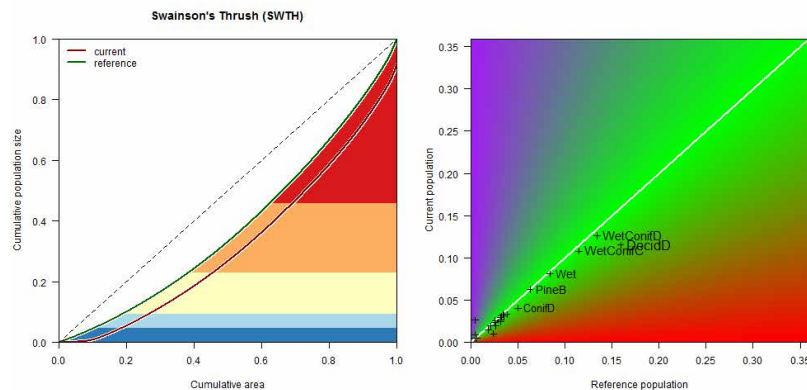 Swainson's Thrush (SWTH)
current
reference
1.0
0.8
0.6
0.4
0.2
0.0
Cumulative population size
0.0 0.2 0.4 0.6 0.8 1.0
Cumulative area
0.35
0.30
0.25
0.20
0.15
0.10
0.05
0.00
Current population
WetConifD
DecidD
WetConifC
Wet
PineB
ConifD
0.00 0.05 0.10 0.15 0.20 0.25 0.30 0.35
Reference population